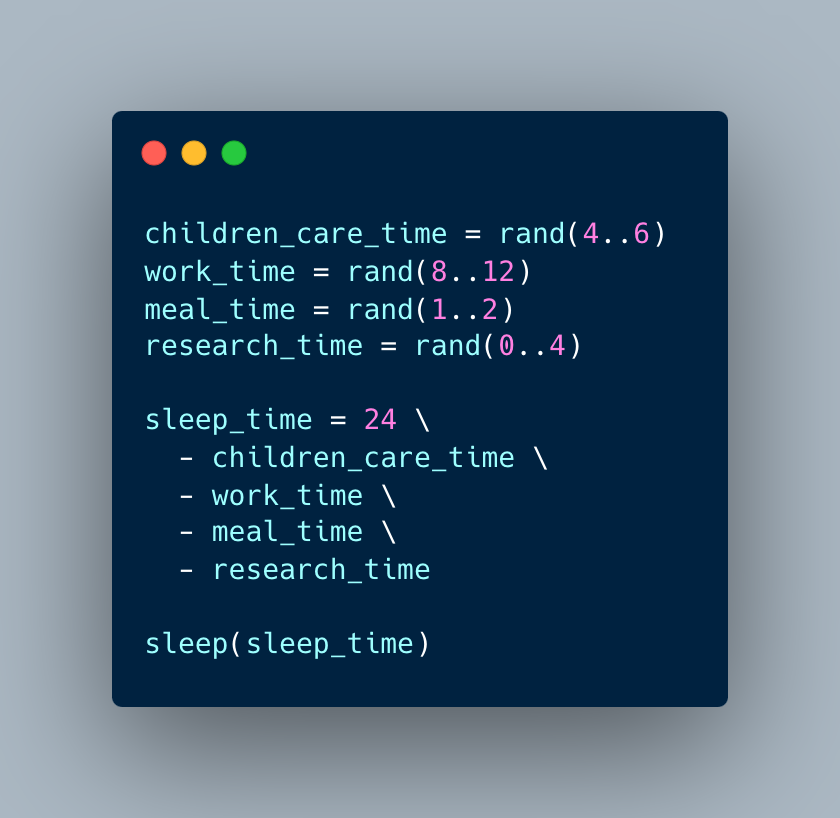 children_care_time = rand(4..6)
work_time = rand(8..12)
meal_time = rand(1..2)
research_time = rand(0..4)
sleep_time = 24 \
- children_care_time \
- work_time \
- meal_time \
- research_time
sleep(sleep_time)